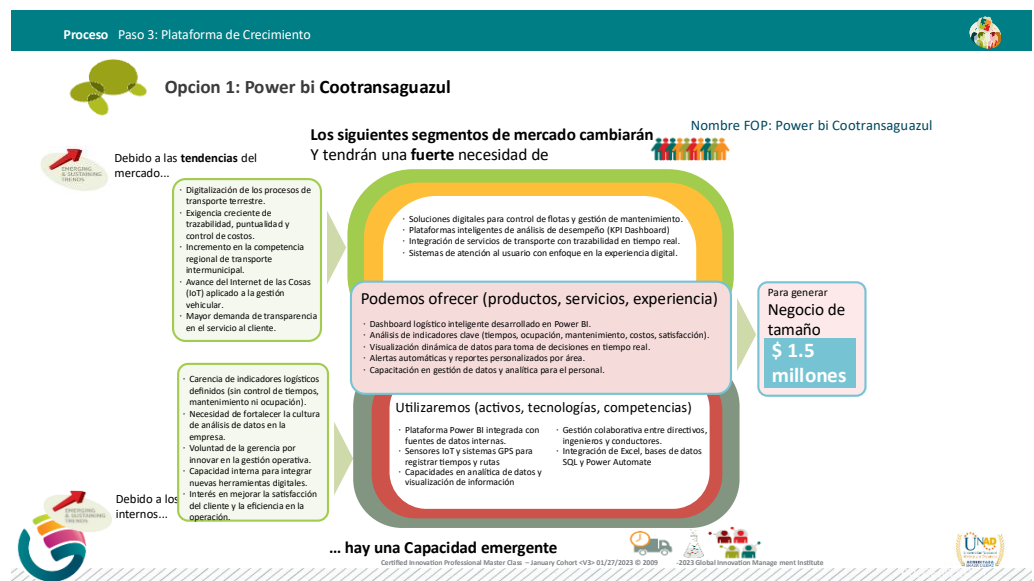 Proceso Paso 3: Plataforma de Crecimiento
Opcion 1: Power bi Cootransaguazul
Nombre FOP: Power bi Cootransaguazul
Los siguientes segmentos de mercado cambiarán
Y tendrán una fuerte necesidad de
EMERGING
& SUSTAINING
TRENDS
Debido a las tendencias del
mercado...
· Digitalización de los procesos de
transporte terrestre.
· Exigencia creciente de
trazabilidad, puntualidad y
control de costos.
· Incremento en la competencia
regional de transporte
intermunicipal.
· Avance del Internet de las Cosas
(IoT) aplicado a la gestión
vehicular.
· Mayor demanda de transparencia
en el servicio al cliente.
· Soluciones digitales para control de flotas y gestión de mantenimiento.
· Plataformas inteligentes de análisis de desempeño (KPI Dashboard)
· Integración de servicios de transporte con trazabilidad en tiempo real.
· Sistemas de atención al usuario con enfoque en la experiencia digital.
Podemos ofrecer (productos, servicios, experiencia)
· Dashboard logístico inteligente desarrollado en Power BI.
· Análisis de indicadores clave (tiempos, ocupación, mantenimiento, costos, satisfacción).
· Visualización dinámica de datos para toma de decisiones en tiempo real.
· Alertas automáticas y reportes personalizados por área.
· Capacitación en gestión de datos y analítica para el personal.
Para generar
Negocio de
tamaño
$ 1.5
millones
· Carencia de indicadores logísticos
definidos (sin control de tiempos,
mantenimiento ni ocupación).
· Necesidad de fortalecer la cultura
de análisis de datos en la
empresa.
· Voluntad de la gerencia por
innovar en la gestión operativa.
· Capacidad interna para integrar
nuevas herramientas digitales.
· Interés en mejorar la satisfacción
del cliente y la eficiencia en la
operación.
Utilizaremos (activos, tecnologías, competencias)
· Plataforma Power BI integrada con
fuentes de datos internas.
· Sensores IoT y sistemas GPS para
registrar tiempos y rutas
· Capacidades en analítica de datos y
visualización de información
· Gestión colaborativa entre directivos,
ingenieros y conductores.
· Integración de Excel, bases de datos
SQL y Power Automate
EMERGING
& SUSTAINING
TRENDS
Debido a los
internos...
... hay una Capacidad emergente
Certified Innovation Professional Master Class – January Cohort <V3> 01/27/2023 © 2009 -2023 Global Innovation Manage ment Institute
UNAD